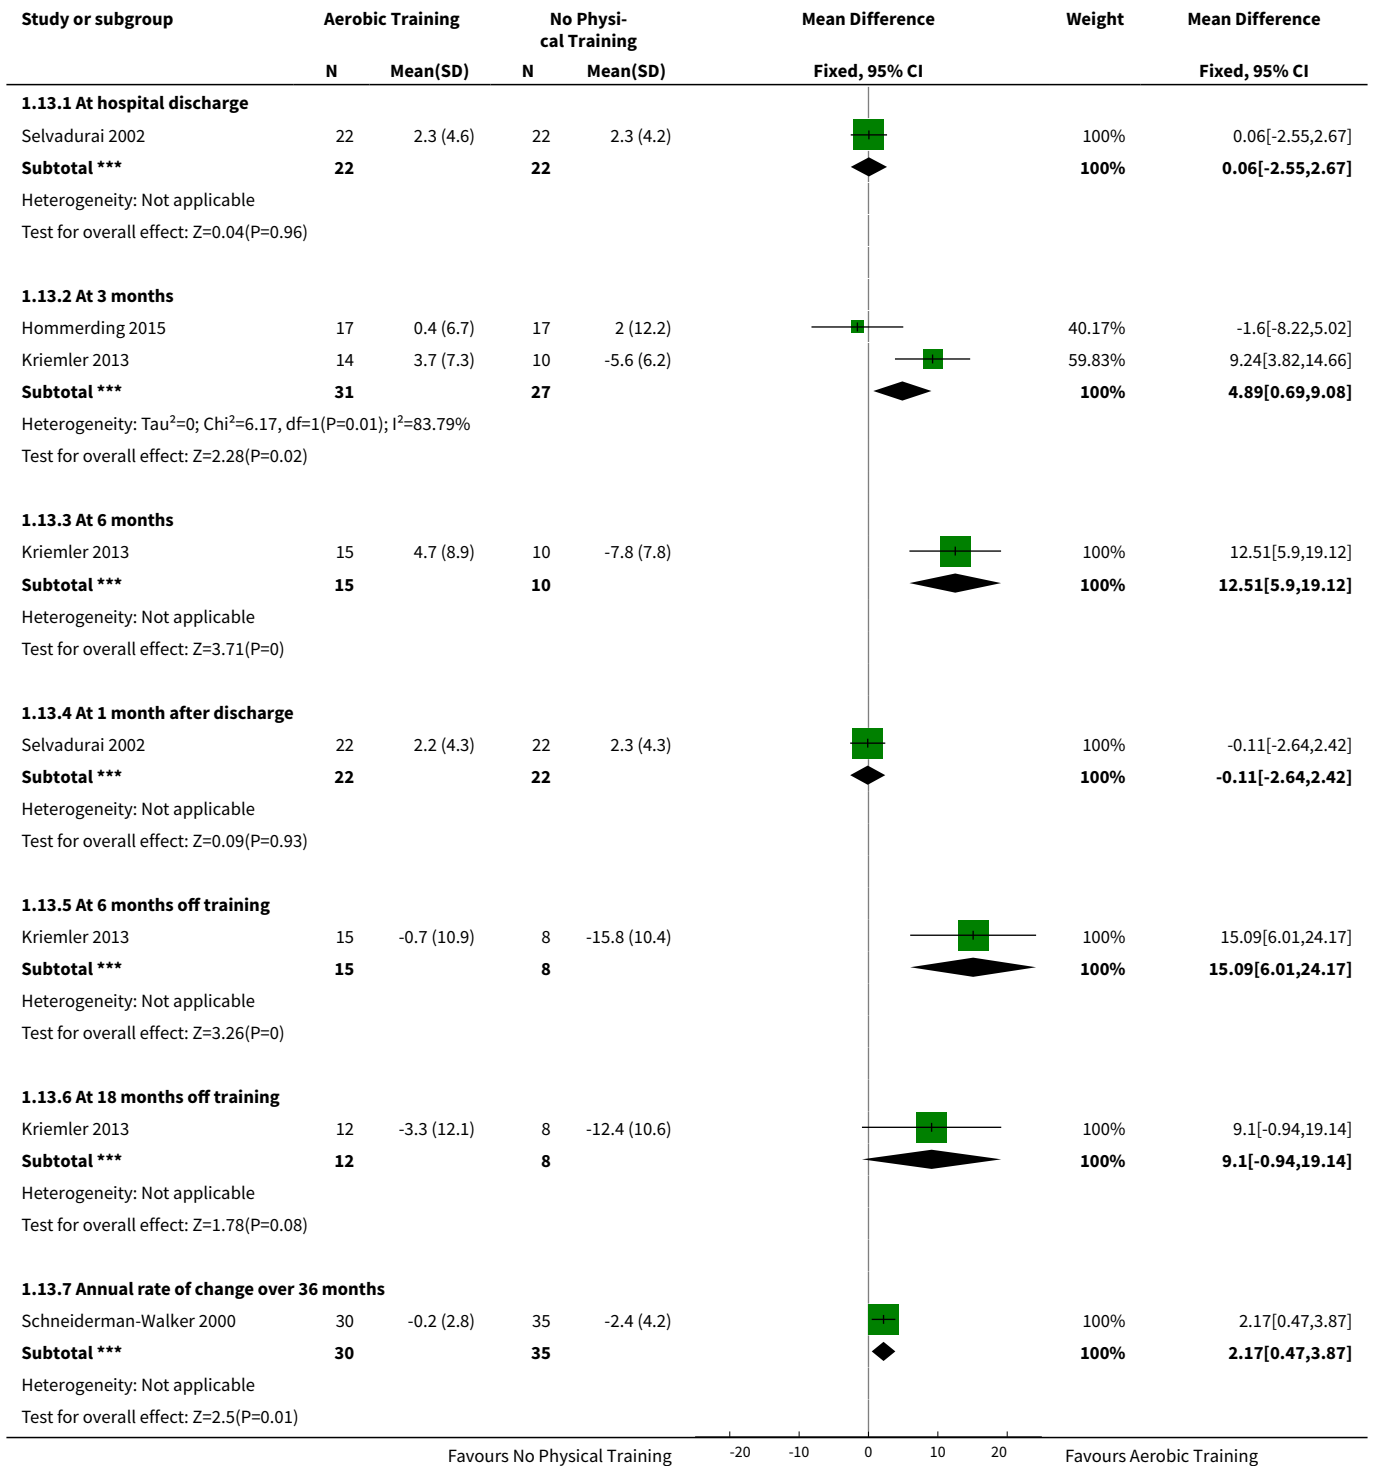 Study or subgroup Aerobic Training No Physi- Mean Difference Weight Mean Difference
cal Training
N Mean(SD) N Mean(SD) Fixed, 95% CI Fixed, 95% CI
1.13.1 At hospital discharge
Selvadurai 2002 22 2.3 (4.6) 22 2.3 (4.2) 100% 0.06[-2.55,2.67]
Subtotal *** 22 22 100% 0.06[-2.55,2.67]
Heterogeneity: Not applicable
Test for overall effect: Z=0.04(P=0.96)
1.13.2 At 3 months
Hommerding 2015 17 0.4 (6.7) 17 2 (12.2) 40.17% -1.6[-8.22,5.02]
Kriemler 2013 14 3.7 (7.3) 10 -5.6 (6.2) 59.83% 9.24[3.82,14.66]
Subtotal *** 31 27 100% 4.89[0.69,9.08]
Heterogeneity: Tau²=0; Chi²=6.17, df=1(P=0.01); I²=83.79%
Test for overall effect: Z=2.28(P=0.02)
1.13.3 At 6 months
Kriemler 2013 15 4.7 (8.9) 10 -7.8 (7.8) 100% 12.51[5.9,19.12]
Subtotal *** 15 10 100% 12.51[5.9,19.12]
Heterogeneity: Not applicable
Test for overall effect: Z=3.71(P=0)
1.13.4 At 1 month after discharge
Selvadurai 2002 22 2.2 (4.3) 22 2.3 (4.3) 100% -0.11[-2.64,2.42]
Subtotal *** 22 22 100% -0.11[-2.64,2.42]
Heterogeneity: Not applicable
Test for overall effect: Z=0.09(P=0.93)
1.13.5 At 6 months off training
Kriemler 2013 15 -0.7 (10.9) 8 -15.8 (10.4) 100% 15.09[6.01,24.17]
Subtotal *** 15 8 100% 15.09[6.01,24.17]
Heterogeneity: Not applicable
Test for overall effect: Z=3.26(P=0)
1.13.6 At 18 months off training
Kriemler 2013 12 -3.3 (12.1) 8 -12.4 (10.6) 100% 9.1[-0.94,19.14]
Subtotal *** 12 8 100% 9.1[-0.94,19.14]
Heterogeneity: Not applicable
Test for overall effect: Z=1.78(P=0.08)
1.13.7 Annual rate of change over 36 months
Schneiderman-Walker 2000 30 -0.2 (2.8) 35 -2.4 (4.2) 100% 2.17[0.47,3.87]
Subtotal *** 30 35 100% 2.17[0.47,3.87]
Heterogeneity: Not applicable
Test for overall effect: Z=2.5(P=0.01)
Favours No Physical Training -20 -10 0 10 20 Favours Aerobic Training